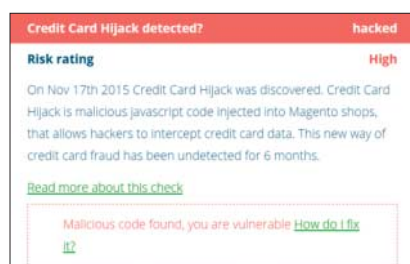 Credit Card Hijack detected? hacked
Risk rating High
On Nov 17th 2015 Credit Card Hijack was discovered. Credit Card
Hijack is malicious javascript code injected into Magento shops,
that allows hackers to intercept credit card data. This new way of
credit card fraud has been undetected for 6 months.
Read more about this check
Malicious code found, you are vulnerable How do I fix
it?